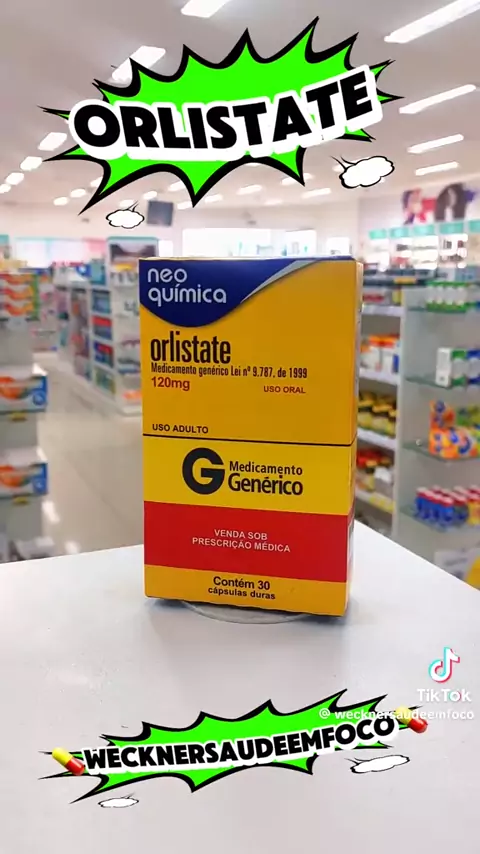 ORLISTATE
neo
química
orlistate
Medicamento genérico Lei nº 9.787, de 1999
120mg
USO ORAL
USO ADULTO
G Medicamento
Genérico
VENDA SOB
PRESCRIÇÃO MÉDICA
Contém 30
cápsulas duras
TikTok
@wecknersaudeemfoco
WECKNERSAUDEEMFOCO